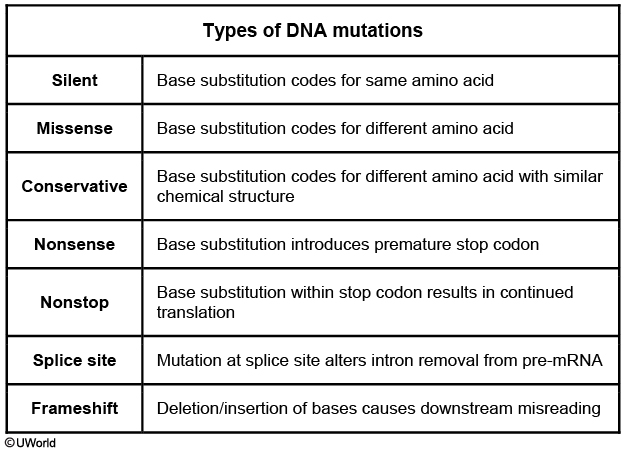 Types of DNA mutations
Silent
Base substitution codes for same amino acid
Missense
Base substitution codes for different amino acid
Conservative
Base substitution codes for different amino acid with similar
chemical structure
Nonsense
Base substitution introduces premature stop codon
Nonstop
Base substitution within stop codon results in continued
translation
Splice site
Mutation at splice site alters intron removal from pre-mRNA
Frameshift
Deletion/insertion of bases causes downstream misreading
©UWorld